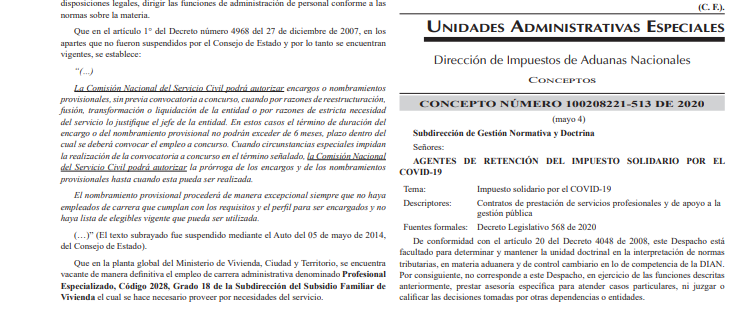 disposiciones legales, dirigir las funciones de administración de personal conforme a las
normas sobre la materia.
Que en el artículo 1° del Decreto número 4968 del 27 de diciembre de 2007, en los
apartes que no fueron suspendidos por el Consejo de Estado y por lo tanto se encuentran
vigentes, se establece:
“(...)
La Comisión Nacional del Servicio Civil podrá autorizar encargos o nombramientos
provisionales, sin previa convocatoria a concurso, cuando por razones de reestructuración,
fusión, transformación o liquidación de la entidad o por razones de estricta necesidad
del servicio lo justifique el jefe de la entidad. En estos casos el término de duración del
encargo o del nombramiento provisional no podrán exceder de 6 meses, plazo dentro del
cual se deberá convocar el empleo a concurso. Cuando circunstancias especiales impidan
la realización de la convocatoria a concurso en el término señalado, la Comisión Nacional
del Servicio Civil podrá autorizar la prórroga de los encargos y de los nombramientos
provisionales hasta cuando esta pueda ser realizada.
El nombramiento provisional procederá de manera excepcional siempre que no haya
empleados de carrera que cumplan con los requisitos y el perfil para ser encargados y no
haya lista de elegibles vigente que pueda ser utilizada.
(…)” (El texto subrayado fue suspendido mediante el Auto del 05 de mayo de 2014,
del Consejo de Estado).
Que en la planta global del Ministerio de Vivienda, Ciudad y Territorio, se encuentra
vacante de manera definitiva el empleo de carrera administrativa denominado Profesional
Especializado, Código 2028, Grado 18 de la Subdirección del Subsidio Familiar de
Vivienda el cual se hace necesario proveer por necesidades del servicio.
(C. F.).
UNIDADES ADMINISTRATIVAS ESPECIALES
Dirección de Impuestos de Aduanas Nacionales
CONCEPTOS
CONCEPTO NÚMERO 100208221-513 DE 2020
(mayo 4)
Subdirección de Gestión Normativa y Doctrina
Señores:
AGENTES DE RETENCIÓN DEL IMPUESTO SOLIDARIO POR EL
COVID-19
Tema: Impuesto solidario por el COVID-19
Descriptores: Contratos de prestación de servicios profesionales y de apoyo a la
gestión pública
Fuentes formales: Decreto Legislativo 568 de 2020
De conformidad con el artículo 20 del Decreto 4048 de 2008, este Despacho está
facultado para determinar y mantener la unidad doctrinal en la interpretación de normas
tributarias, en materia aduanera y de control cambiario en lo de competencia de la DIAN.
Por consiguiente, no corresponde a este Despacho, en ejercicio de las funciones descritas
anteriormente, prestar asesoría específica para atender casos particulares, ni juzgar o
calificar las decisiones tomadas por otras dependencias o entidades.